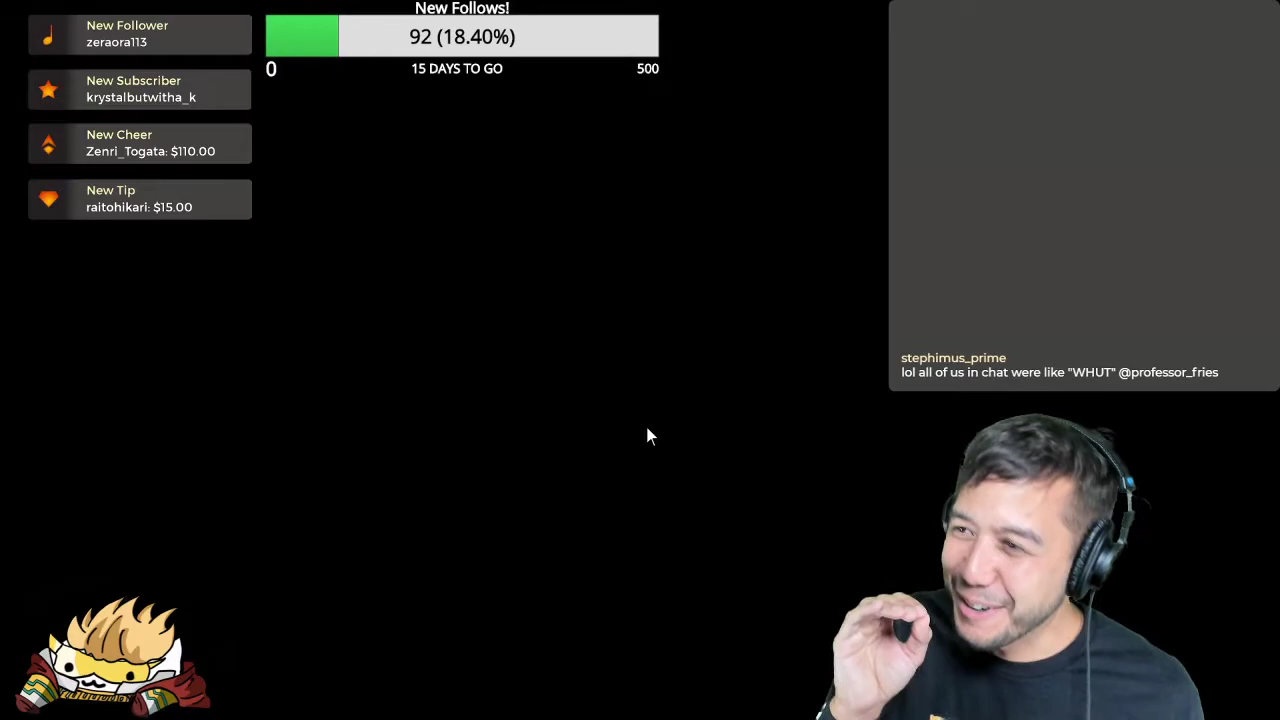 New Follower
zeraora113
New Subscriber
krystalbutwitha_k
New Cheer
Zenri_Togata: $110.00
New Tip
raitohikari: $15.00
New Follows!
92 (18.40%)
0
15 DAYS TO GO
500
stephimus_prime
lol all of us in chat were like "WHUT" @professor_fries